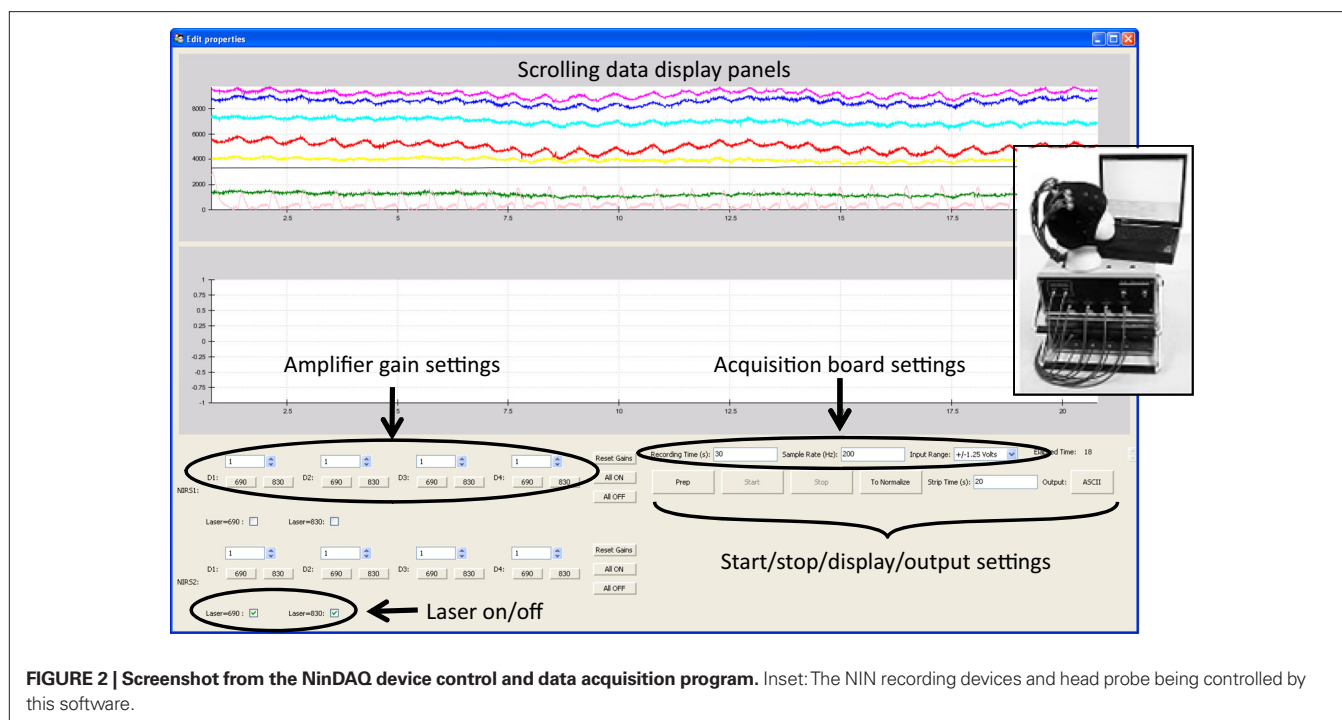 Edit properties
Scrolling data display panels
8000
6000
4000
2000
0
2.5 5 7.5 10 12.5 15 17.5
1
0.75
0.5
0.25
0
-0.25
-0.5
-0.75
-1
2.5 5 7.5 10 12.5 15 17.5 20
Amplifier gain settings
Acquisition board settings
1 1 1 1 Reset Gains
D1: 690 830 D2: 690 830 D3: 690 830 D4: 690 830 All ON
NIRS1: All OFF
Laser=690 : Laser=830:
Recording Time (s): 30 Sample Rate (Hz): 200 Input Range: +/-1.25 Volts Time: 18
Prep Start Stop To Normalize Strip Time (s): 20 Output: ASCII
Start/stop/display/output settings
1 1 1 1 Reset Gains
D1: 690 830 D2: 690 830 D3: 690 830 D4: 690 830 All ON
NIRS2: All OFF
Laser=690 : Laser=830:
Laser on/off
FIGURE 2 | Screenshot from the NinDAQ device control and data acquisition program. Inset: The NIN recording devices and head probe being controlled by
this software.